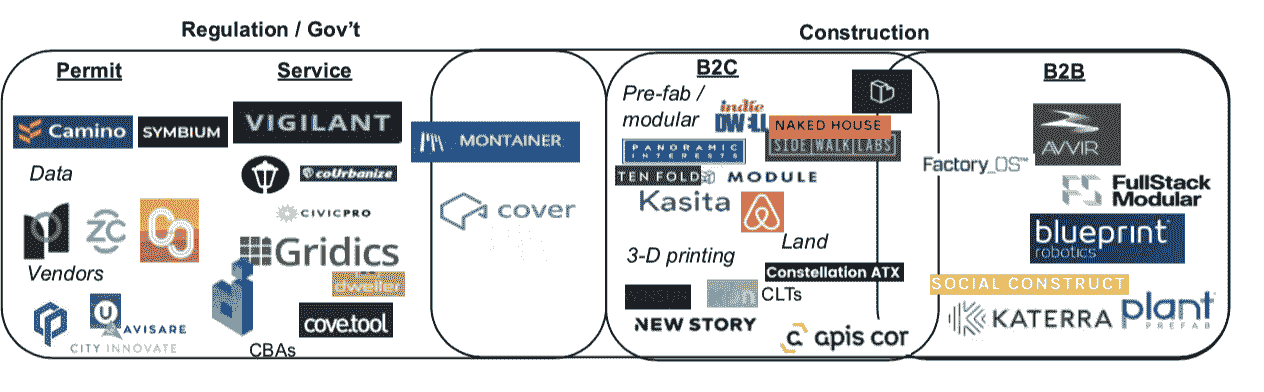 Regulation / Gov't
Construction
Permit
Service
B2C
B2B
Camino
SYMBIUM
Data
ZC
Vendors
U
AVISARE
CITY INNOVATE
VIGILANT
coUrbanize
CIVICPRO
Gridics
dweller
cove.tool
CBAs
MONTAINER
cover
Pre-fab /
modular
indie
DWELL
NAKED HOUSE
SIDEWALK LABS
PANORAMIC
INTERESTS
TEN FOLD
MODULE
Kasita
Land
3-D printing
Constellation ATX
CLTs
NEW STORY
apis cor
AVVIR
Factory_OS™
FullStack
Modular
blueprint
robotics
SOCIAL CONSTRUCT
KATERRA
plant
PREFAB